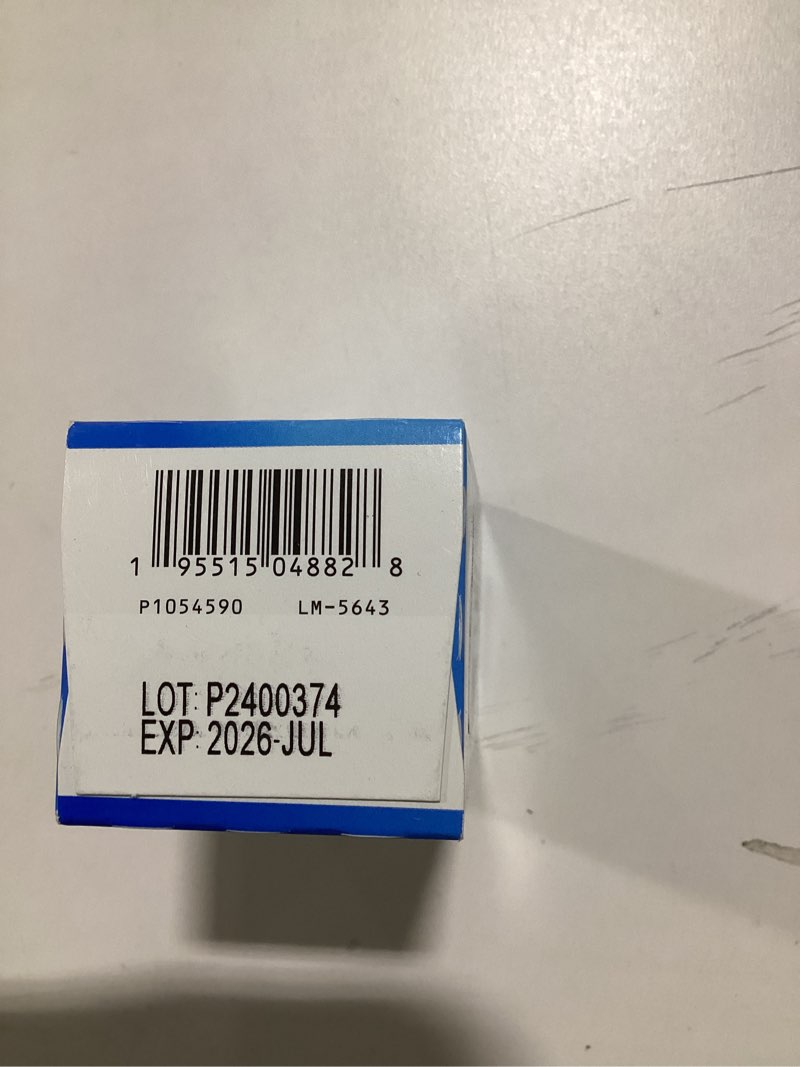 1 95515 04882 8
P1054590 LM-5643
LOT: P2400374
EXP: 2026-JUL